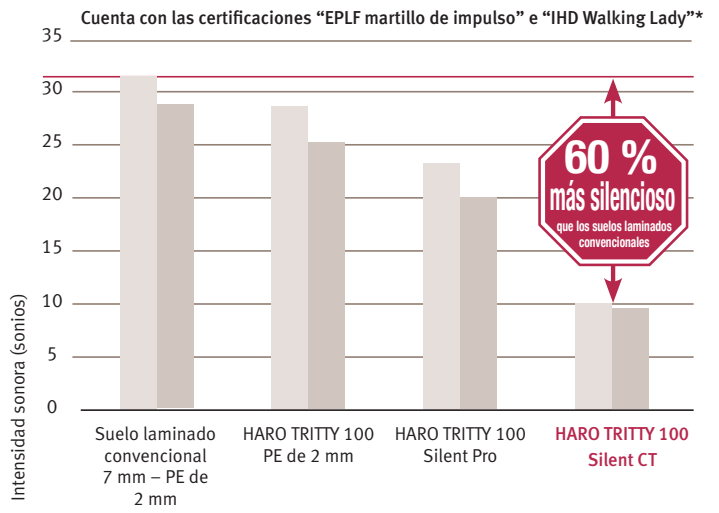 Cuenta con las certificaciones “EPLF martillo de impulso” e “IHD Walking Lady”*
35
30
25
20
15
10
5
0
Intensidad sonora (sonios)
60 %
más silencioso
que los suelos laminados
convencionales
Suelo laminado
convencional
7 mm – PE de
2 mm
HARO TRITTY 100
PE de 2 mm
HARO TRITTY 100
Silent Pro
HARO TRITTY 100
Silent CT